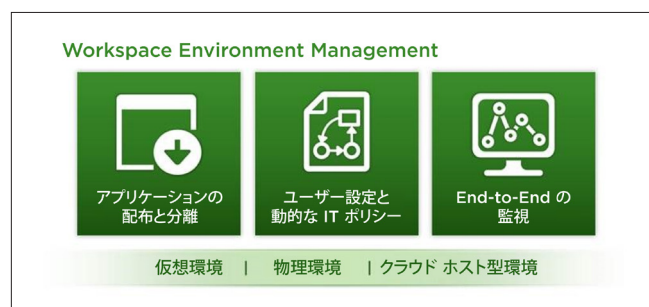 Workspace Environment Management
アプリケーションの
配布と分離
ユーザー設定と
動的な IT ポリシー
End-to-End の
監視
仮想環境 | 物理環境 | クラウド ホスト型環境